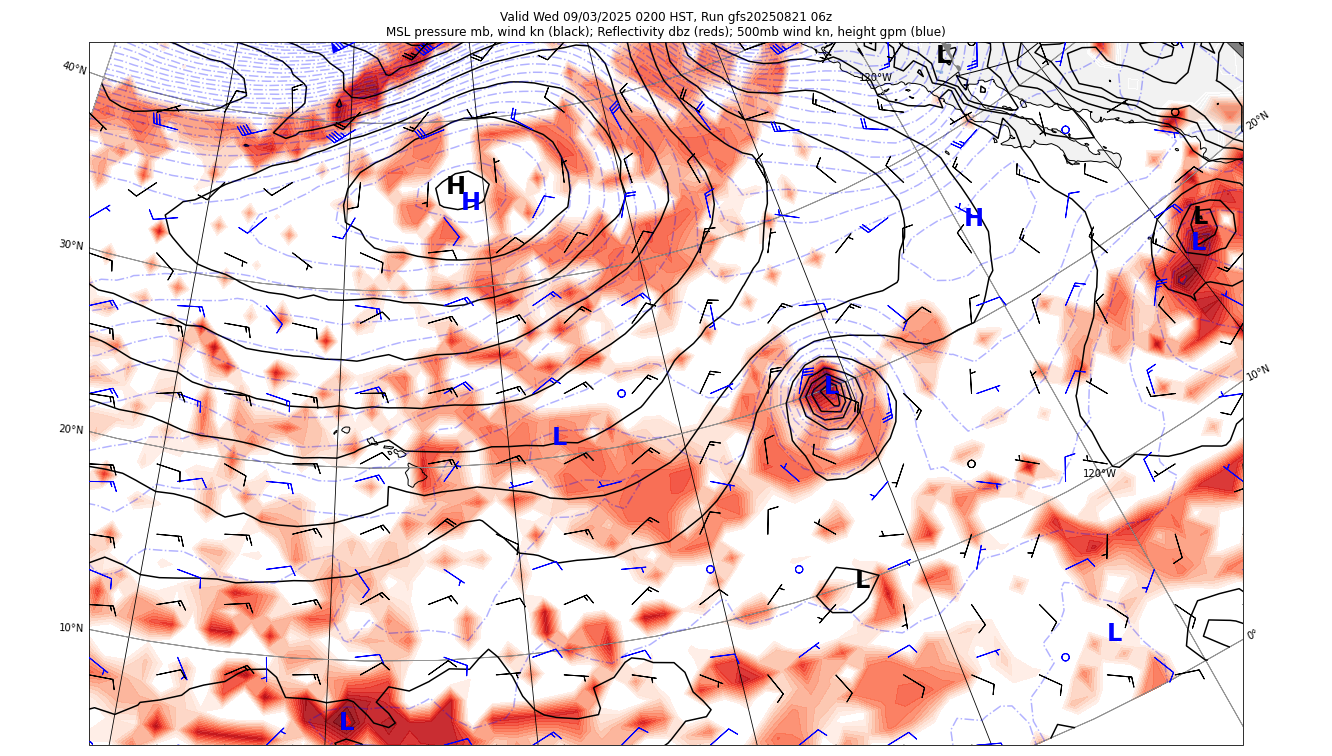 Valid Wed 09/03/2025 0200 HST, Run gfs20250821 06z
MSL pressure mb, wind kn (black); Reflectivity dbz (reds); 500mb wind kn, height gpm (blue)
L
120°W
40°N
20°N
H
H
L
H
L
30°N
10°N
L
20°N
L
120°W
L
10°N
L
0°
L